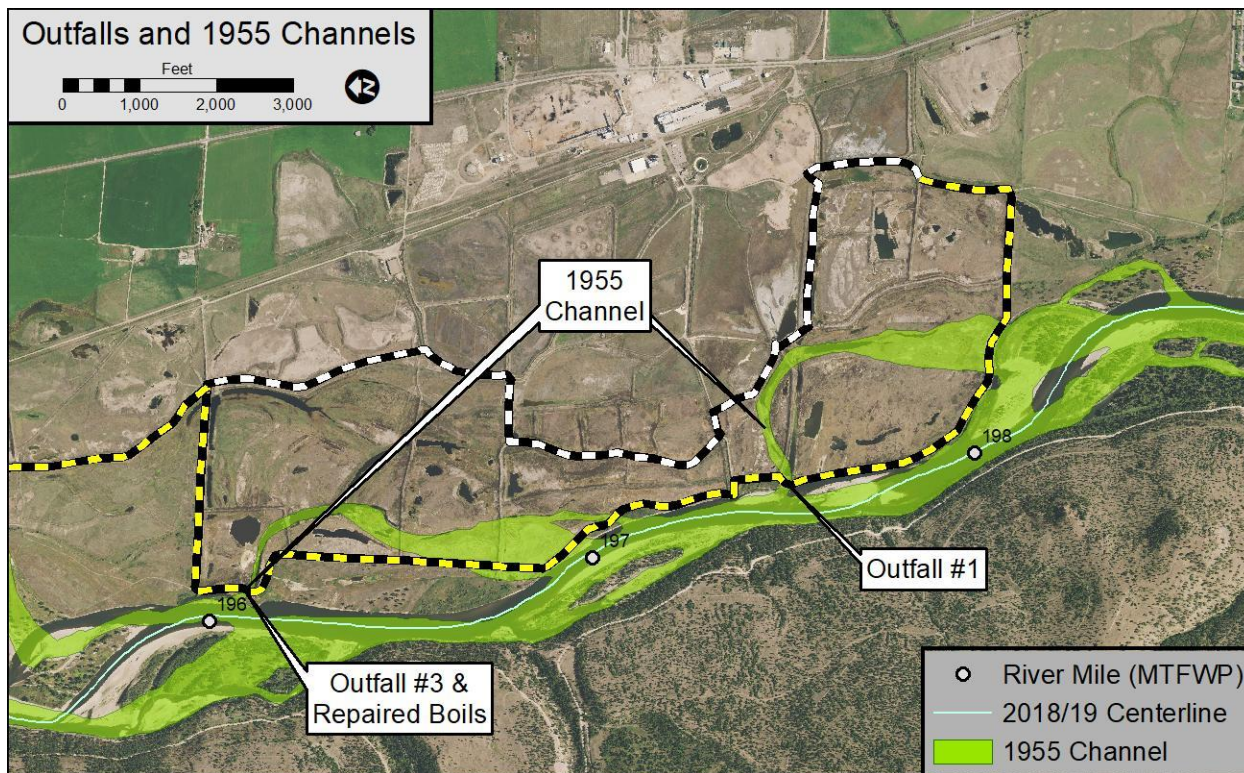 Outfalls and 1955 Channels
Feet
0 1,000 2,000 3,000
N
1955
Channel
198
197
Outfall #1
196
Outfall #3 &
Repaired Boils
River Mile (MTFWP)
2018/19 Centerline
1955 Channel